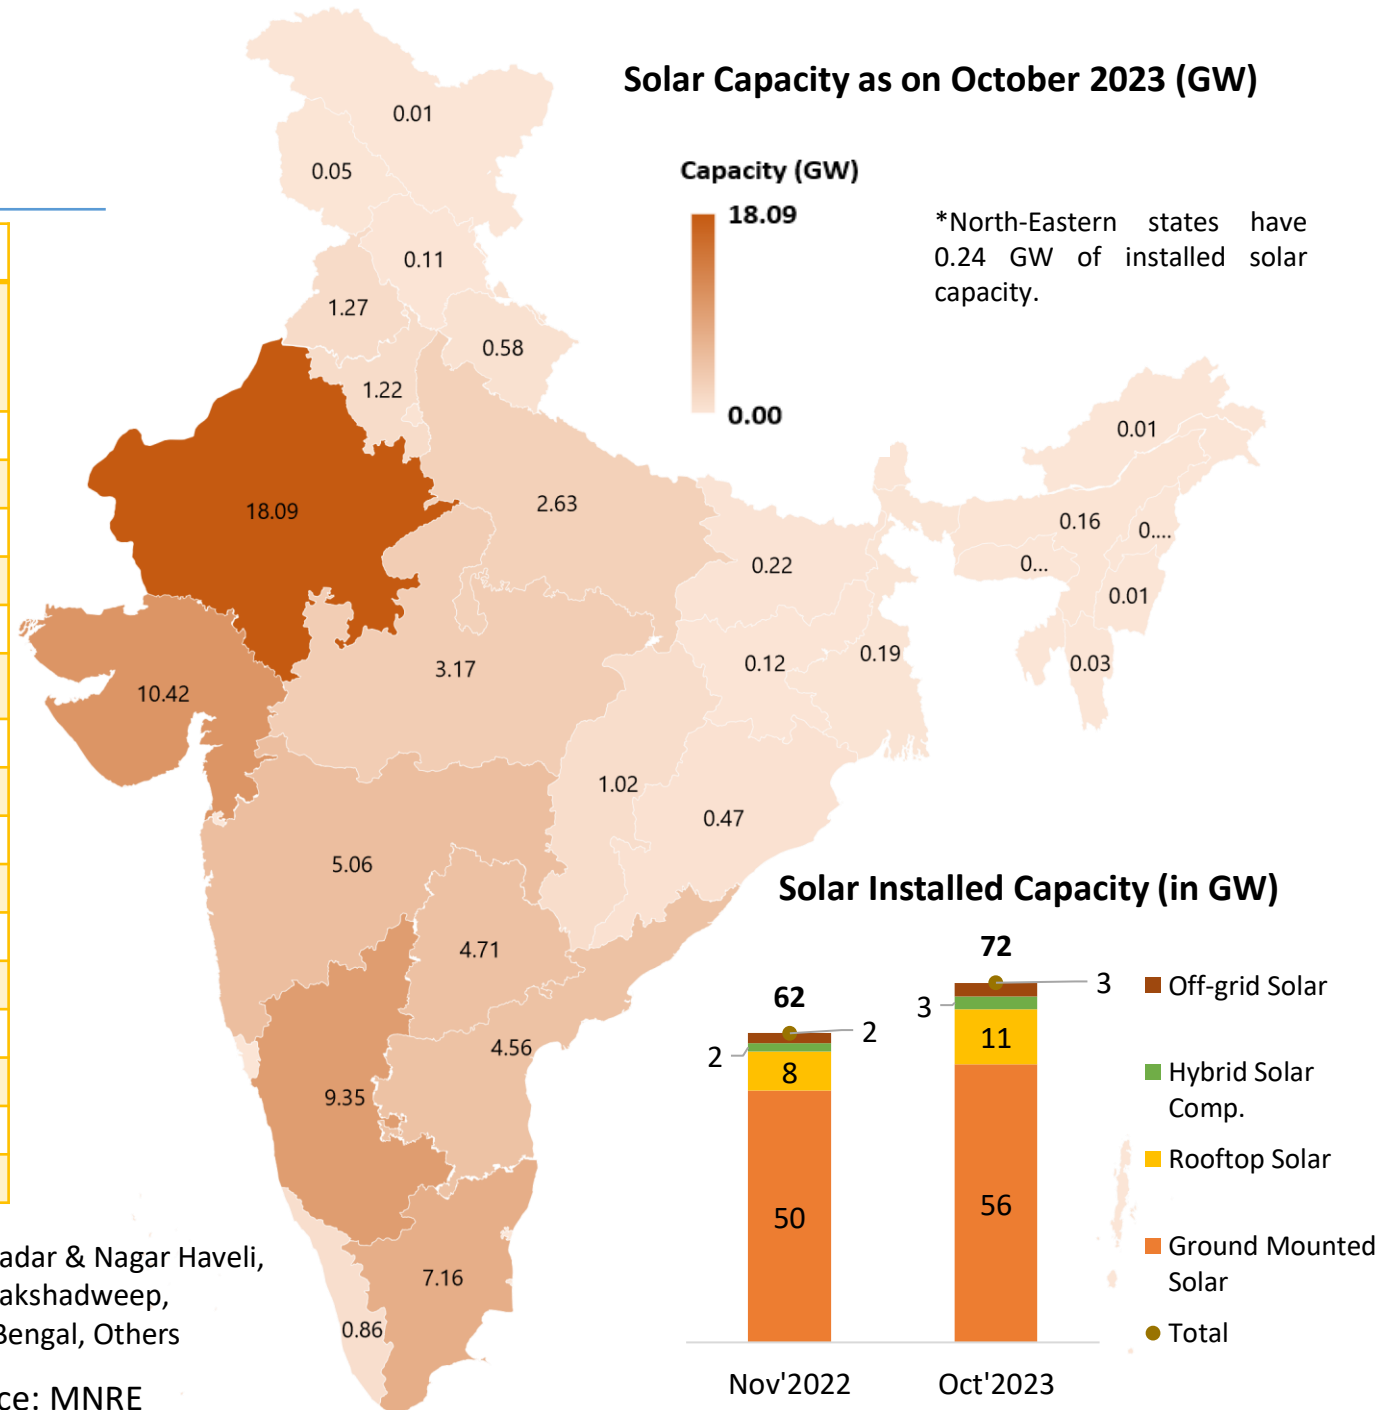 Solar Capacity as on October 2023 (GW)
Capacity (GW)
18.09
0.00
*North-Eastern states have
0.24 GW of installed solar
capacity.
0.01
0.05
0.11
1.27
0.58
1.22
18.09
2.63
0.22
0.01
0.16
0....
0...
0.01
0.03
0.12
0.19
3.17
10.42
1.02
0.47
5.06
4.71
4.56
9.35
7.16
0.86
Solar Installed Capacity (in GW)
72
62
3
3
2
2
11
8
56
50
Nov'2022
Oct'2023
Off-grid Solar
Hybrid Solar
Comp.
Rooftop Solar
Ground Mounted
Solar
Total
adar & Nagar Haveli,
akshadweep,
Bengal, Others
ce: MNRE